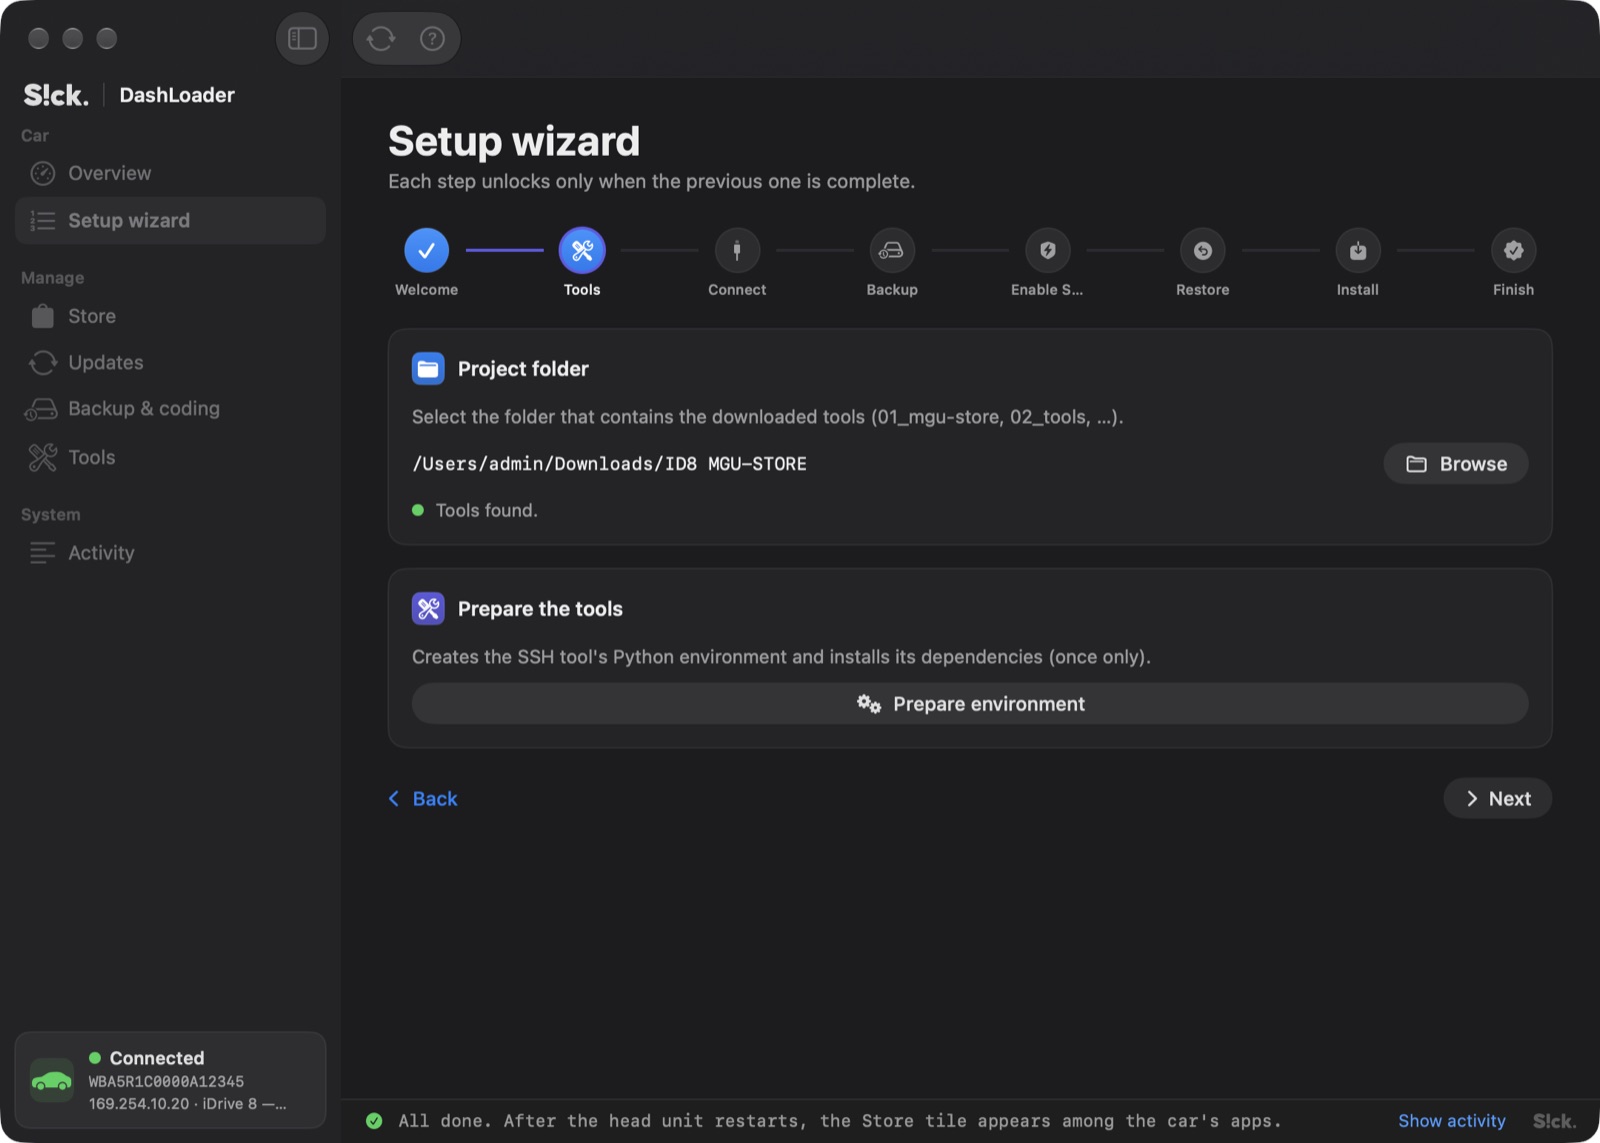 S!ck.
DashLoader
Car
Overview
Setup wizard
Manage
Store
Updates
Backup & coding
Tools
System
Activity
Connected
WBA5R1C0000A12345
169.254.10.20 · iDrive 8 —...
Setup wizard
Each step unlocks only when the previous one is complete.
Welcome
Tools
Connect
Backup
Enable S...
Restore
Install
Finish
Project folder
Select the folder that contains the downloaded tools (01_mgu-store, 02_tools, ...).
/Users/admin/Downloads/ID8 MGU-STORE
Browse
Tools found.
Prepare the tools
Creates the SSH tool's Python environment and installs its dependencies (once only).
Prepare environment
Back
Next
All done. After the head unit restarts, the Store tile appears among the car's apps.
Show activity
S!ck.